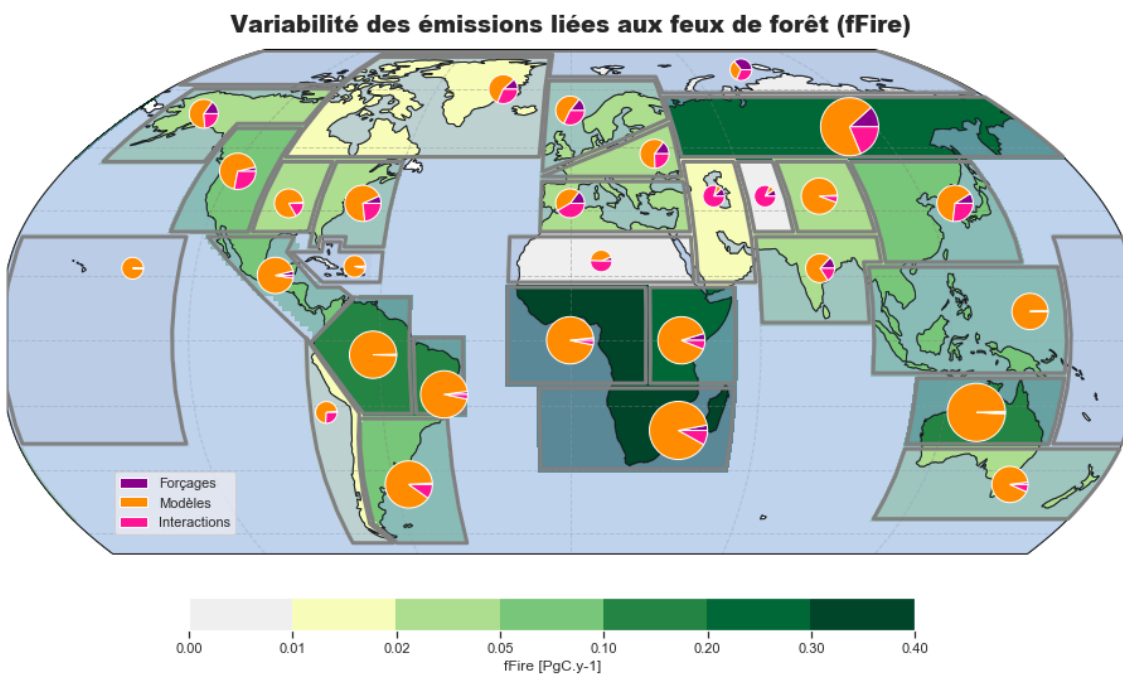 Variabilité des émissions liées aux feux de forêt (fFire)
Forçages
Modèles
Interactions
0.00 0.01 0.02 0.05 0.10 0.20 0.30 0.40
fFire [PgC.y-1]